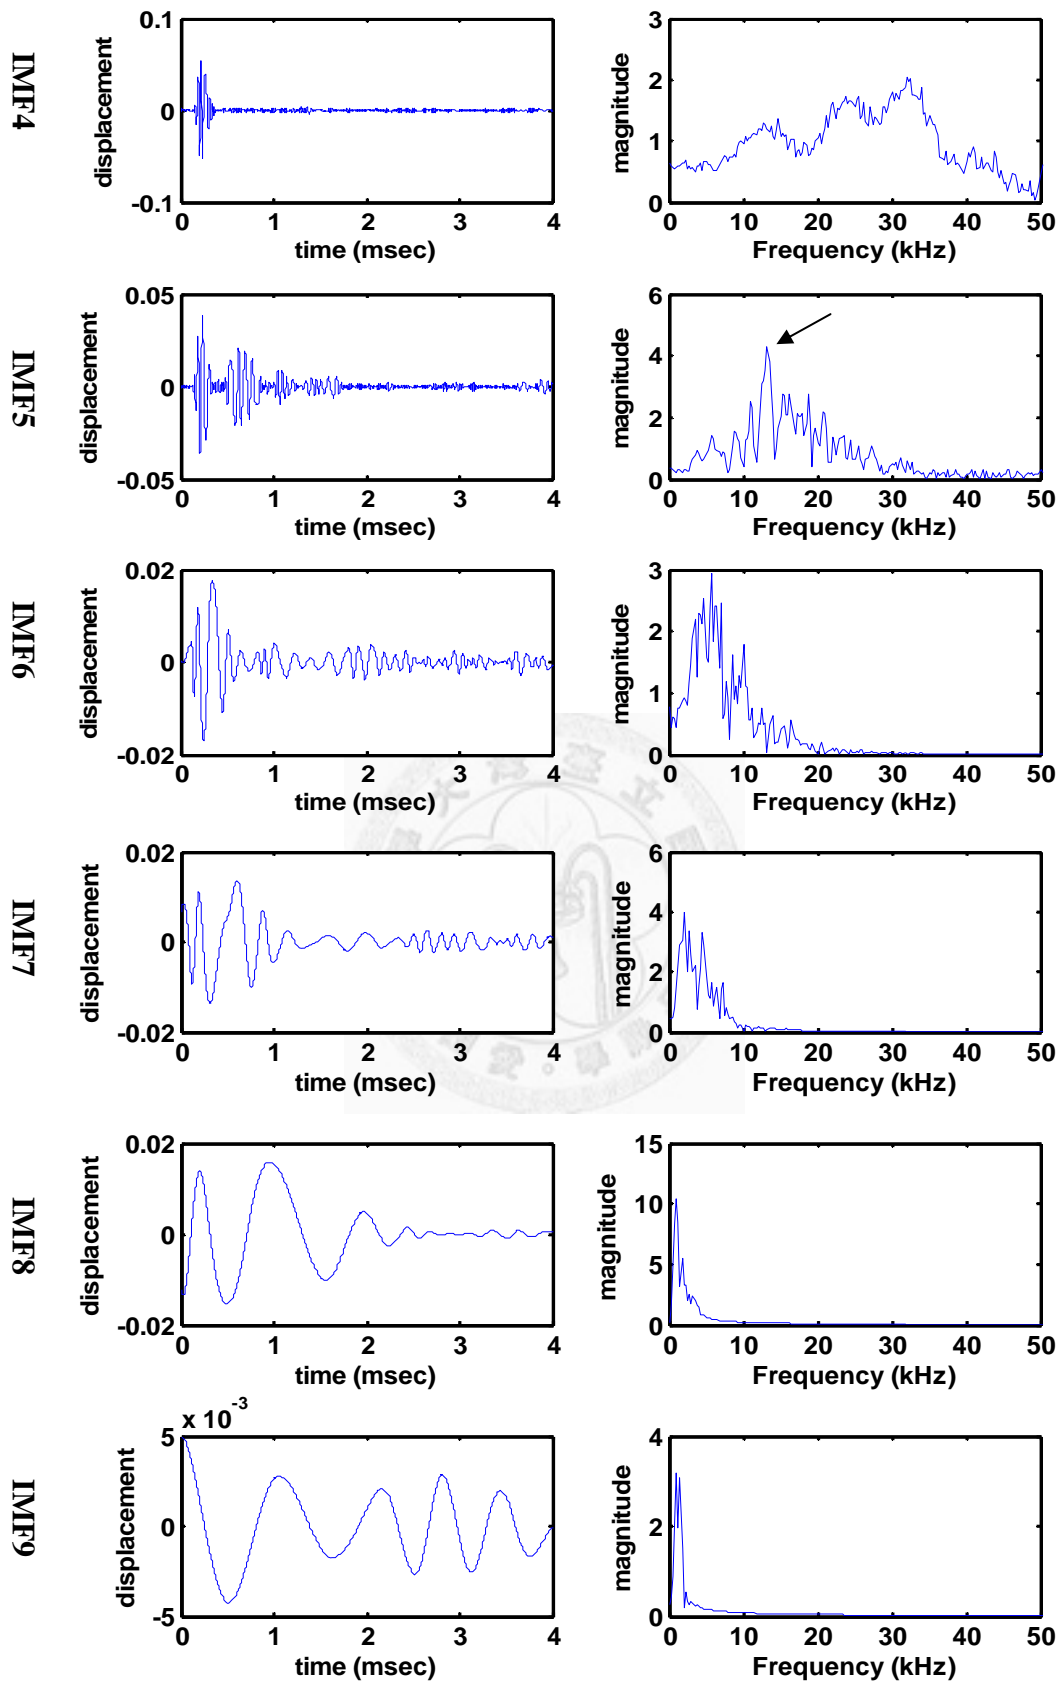 IMF4
displacement
0.1
0
-0.1
0 1 2 3 4
time (msec)
magnitude
3
2
1
0
0 10 20 30 40 50
Frequency (kHz)
IMF5
displacement
0.05
0
-0.05
0 1 2 3 4
time (msec)
magnitude
6
4
2
0
0 10 20 30 40 50
Frequency (kHz)
IMF6
displacement
0.02
0
-0.02
0 1 2 3 4
time (msec)
magnitude
3
2
1
0
0 10 20 30 40 50
Frequency (kHz)
IMF7
displacement
0.02
0
-0.02
0 1 2 3 4
time (msec)
magnitude
6
4
2
0
0 10 20 30 40 50
Frequency (kHz)
IMF8
displacement
0.02
0
-0.02
0 1 2 3 4
time (msec)
magnitude
15
10
5
0
0 10 20 30 40 50
Frequency (kHz)
IMF9
displacement
x 10^-3
5
0
-5
0 1 2 3 4
time (msec)
magnitude
4
2
0
0 10 20 30 40 50
Frequency (kHz)